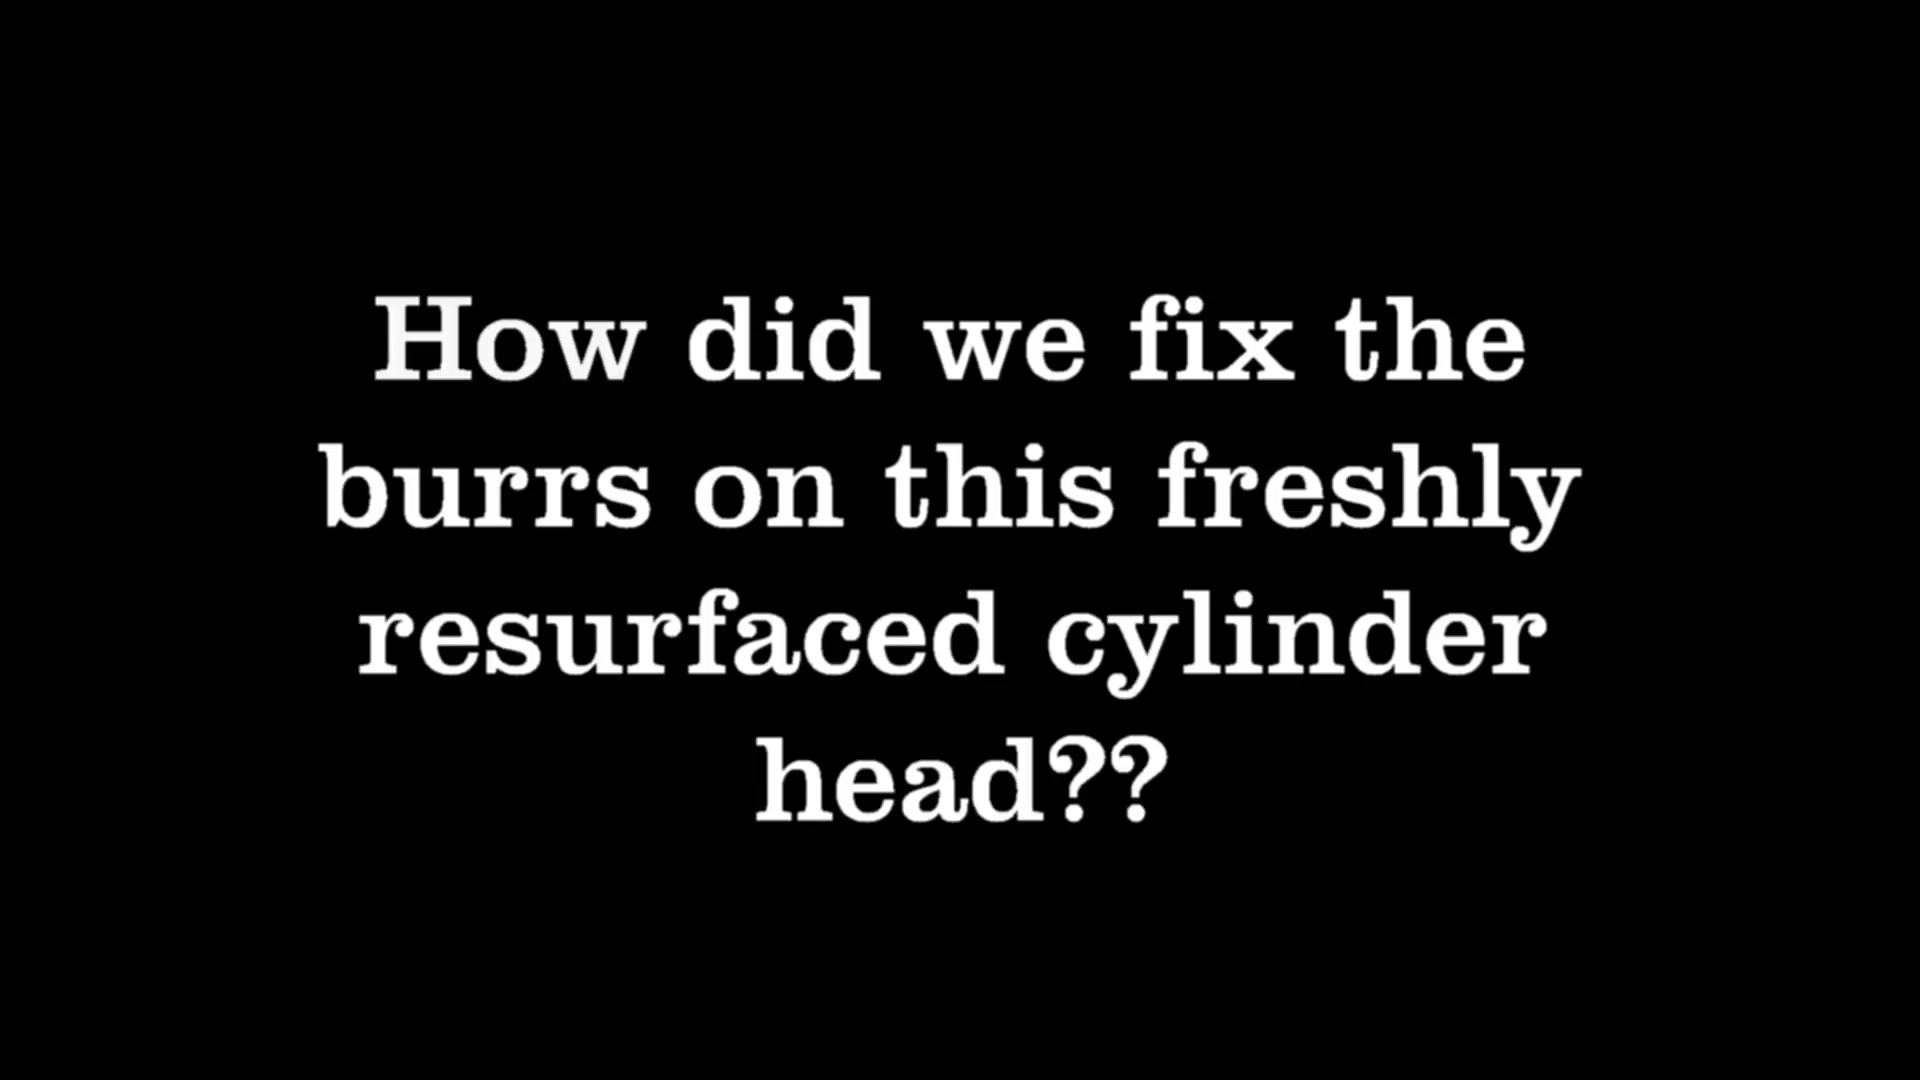 How did we fix the
burrs on this freshly
resurfaced cylinder
head??